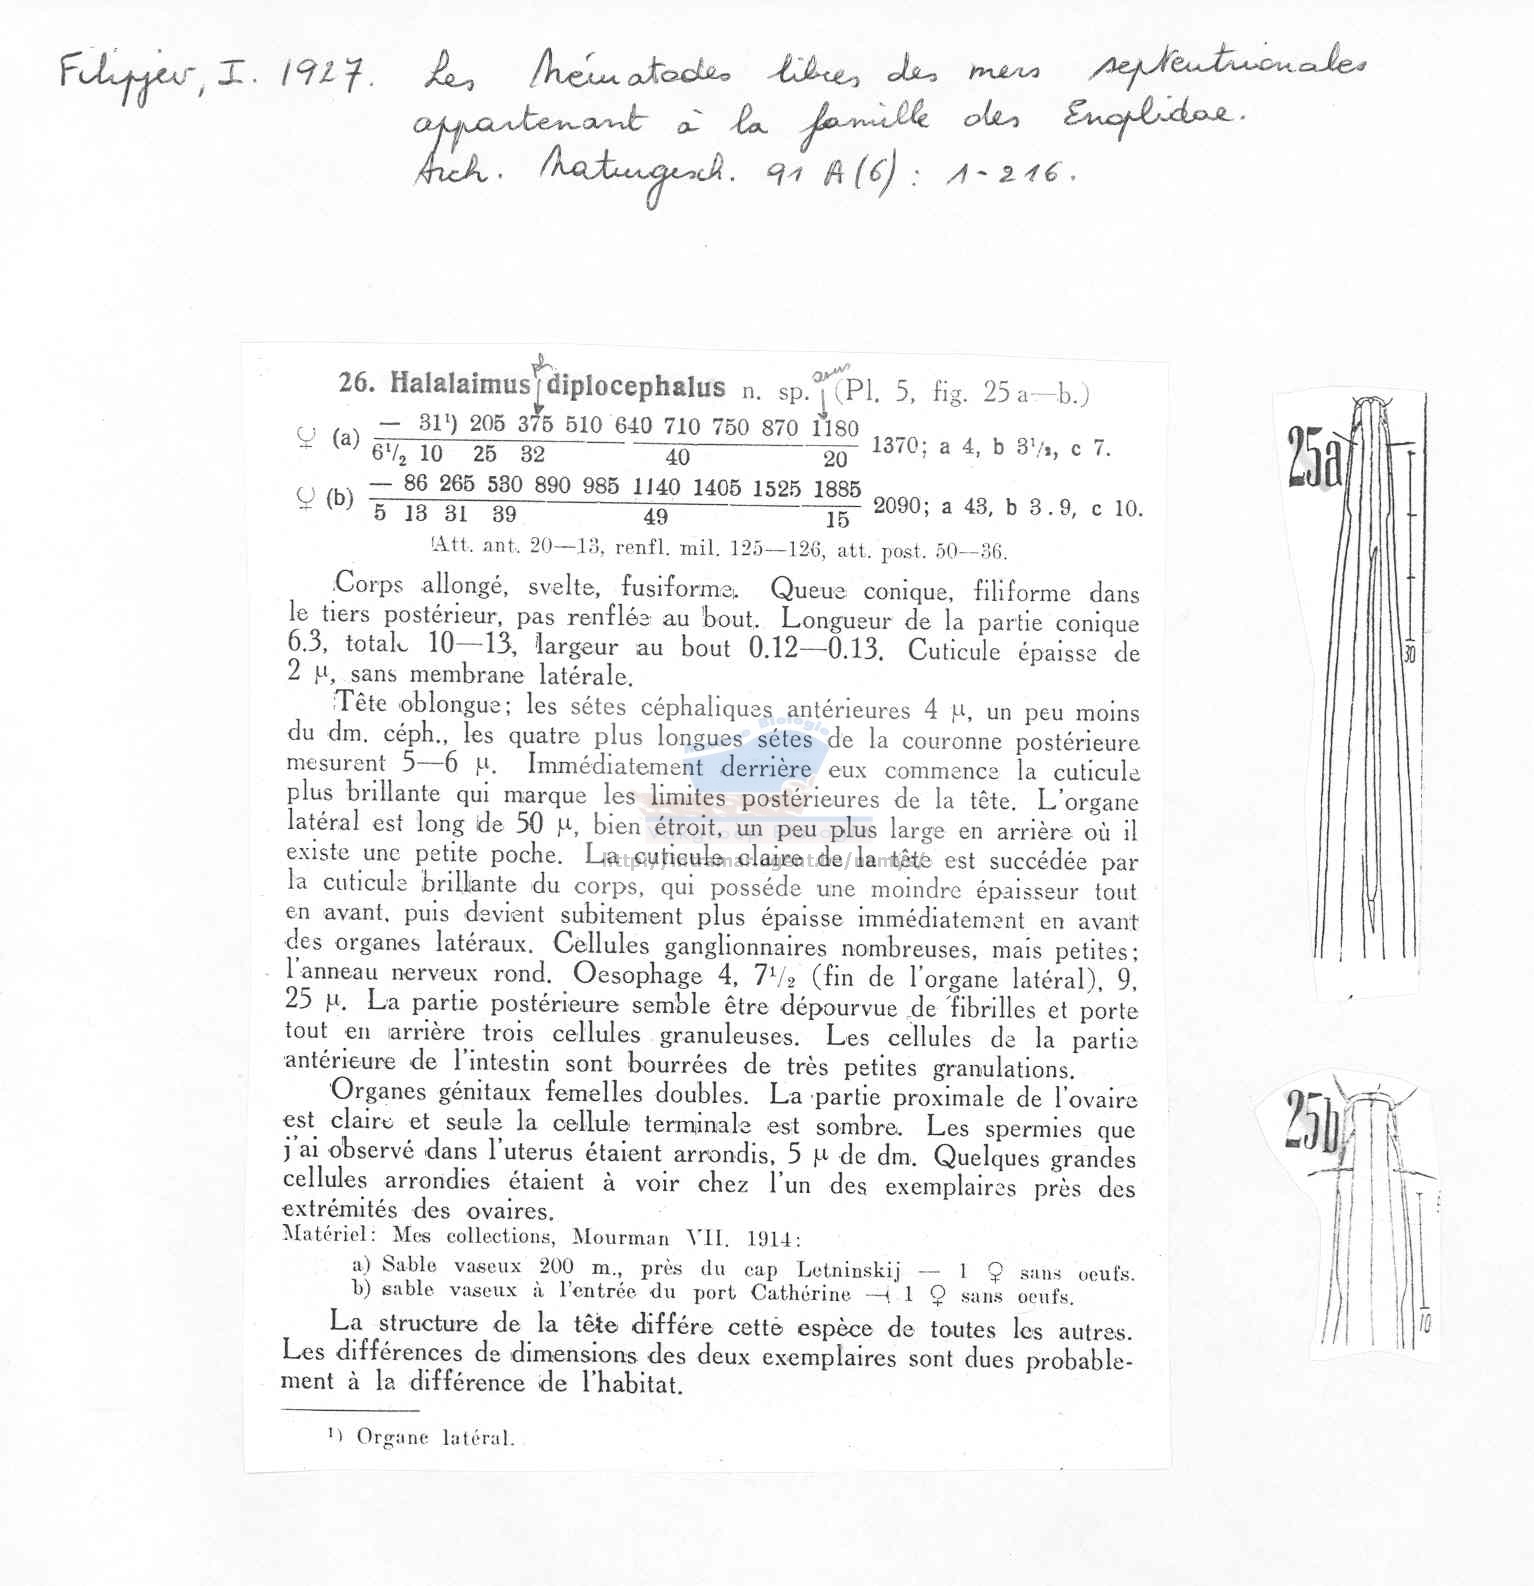 Filipjev, I. 1927. Les Nématodes libres des mers septentrionales
appartenant à la famille des Enoplidae.
Arch. Naturgesch. 91 A(6): 1-216.
ph
anus
26. Halalaimus diplocephalus n. sp. (Pl. 5, fig. 25 a—b.)
♀ (a) — 31¹) 205 375 510 640 710 750 870 1180
6¹/₂ 10 25 32 40 20
1370; a 4, b 3¹/₂, c 7.
♀ (b) — 86 265 530 890 985 1140 1405 1525 1885
5 13 31 39 49 15
2090; a 43, b 3.9, c 10.
Att. ant. 20—13, renfl. mil. 125—126, att. post. 50—36.
Corps allongé, svelte, fusiforme. Queue conique, filiforme dans
le tiers postérieur, pas renflée au bout. Longueur de la partie conique
6.3, totale 10—13, largeur au bout 0.12—0.13. Cuticule épaisse de
2 µ, sans membrane latérale.
Tête oblongue; les sétes céphaliques antérieures 4 µ, un peu moins
du dm. céph., les quatre plus longues sétes de la couronne postérieure
mesurent 5—6 µ. Immédiatement derrière eux commence la cuticule
plus brillante qui marque les limites postérieures de la tête. L'organe
latéral est long de 50 µ, bien étroit, un peu plus large en arrière où il
existe une petite poche. La cuticule claire de la tête est succédée par
la cuticule brillante du corps, qui posséde une moindre épaisseur tout
en avant, puis devient subitement plus épaisse immédiatement en avant
des organes latéraux. Cellules ganglionnaires nombreuses, mais petites;
l'anneau nerveux rond. Oesophage 4, 7¹/₂ (fin de l'organe latéral), 9,
25 µ. La partie postérieure semble être dépourvue de fibrilles et porte
tout en arrière trois cellules granuleuses. Les cellules de la partie
antérieure de l'intestin sont bourrées de très petites granulations.
Organes génitaux femelles doubles. La partie proximale de l'ovaire
est claire et seule la cellule terminale est sombre. Les spermies que
j'ai observé dans l'uterus étaient arrondis, 5 µ de dm. Quelques grandes
cellules arrondies étaient à voir chez l'un des exemplaires près des
extrémités des ovaires.
Matériel: Mes collections, Mourman VII. 1914:
a) Sable vaseux 200 m., près du cap Letninskij — 1 ♀ sans oeufs.
b) sable vaseux à l'entrée du port Cathérine — 1 ♀ sans oeufs.
La structure de la tête différe cette espèce de toutes les autres.
Les différences de dimensions des deux exemplaires sont dues probable-
ment à la différence de l'habitat.
¹) Organe latéral.
25a
30
25b
10